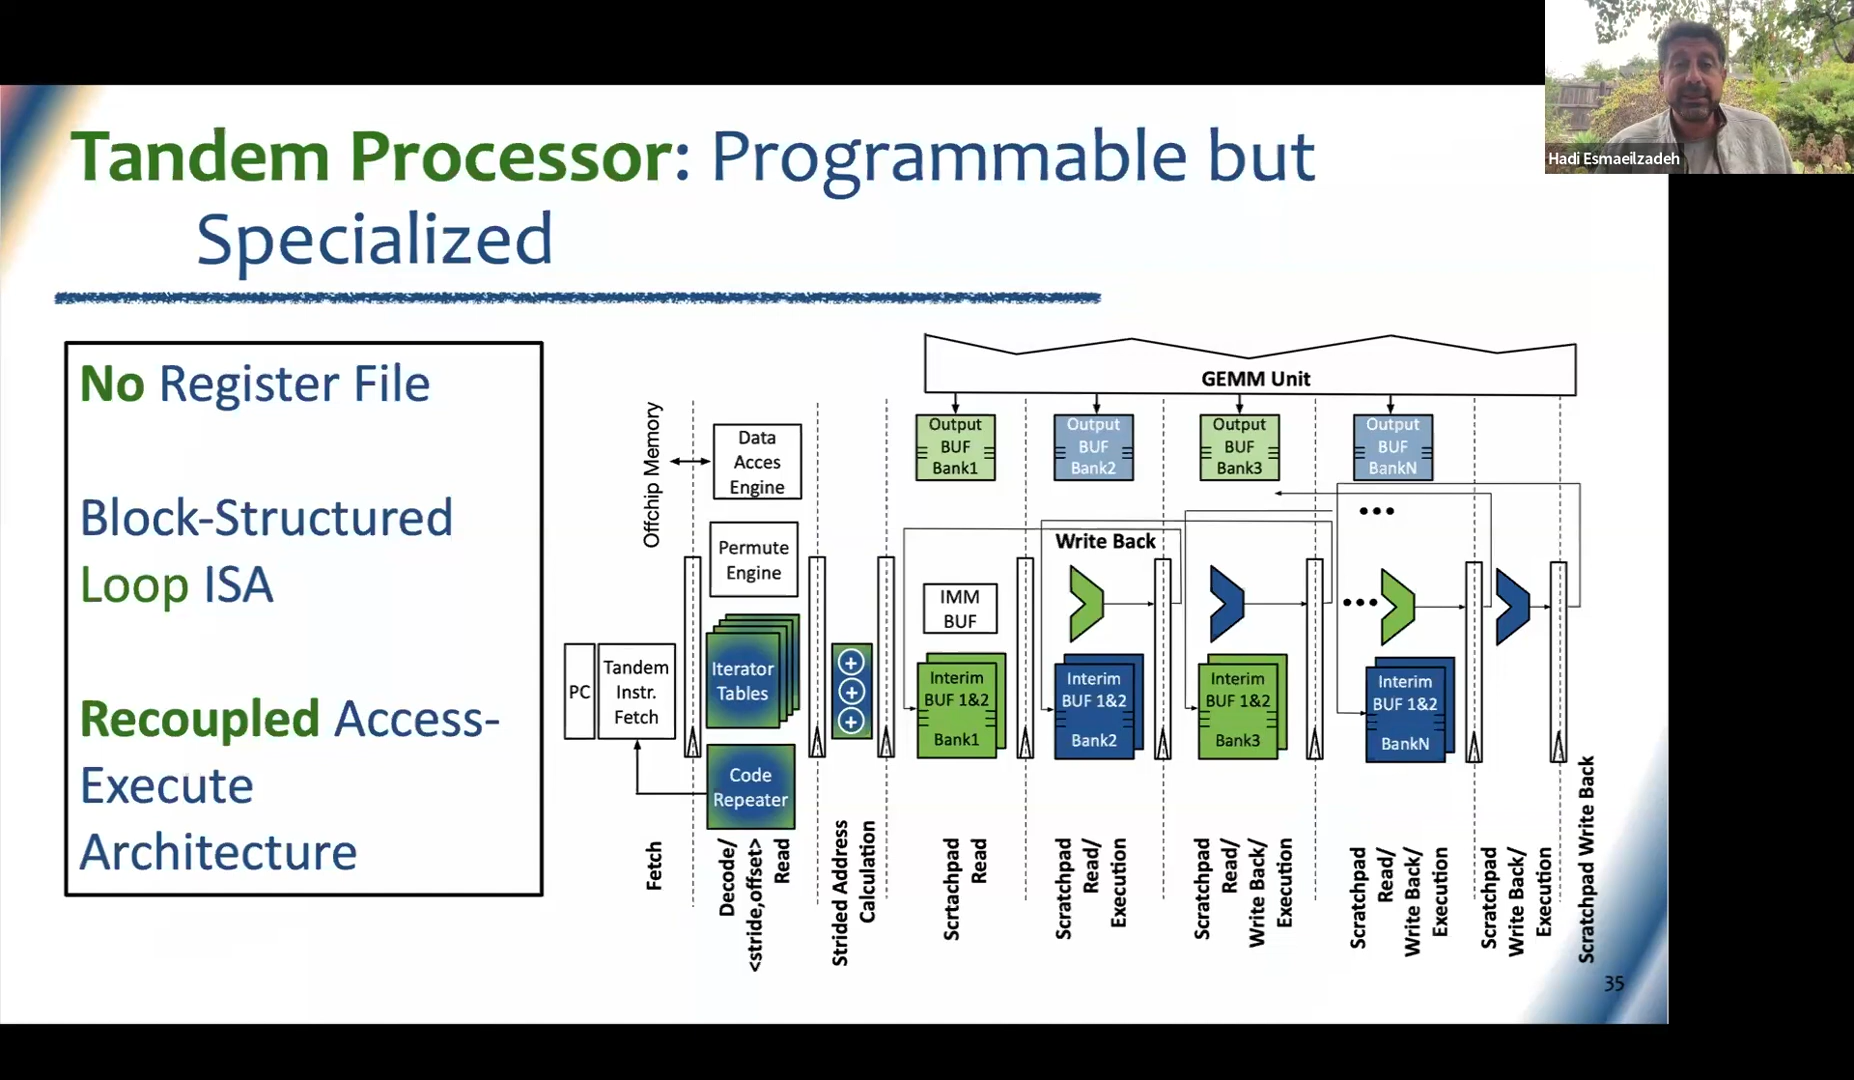 Hadi Esmaeilzadeh
Tandem Processor: Programmable but
Specialized
No Register File
Block-Structured
Loop ISA
Recoupled Access-
Execute
Architecture
GEMM Unit
Output
BUF
Bank1
Output
BUF
Bank2
Output
BUF
Bank3
Output
BUF
BankN
Offchip Memory
Data
Acces
Engine
Permute
Engine
Write Back
IMM
BUF
PC
Tandem
Instr.
Fetch
Iterator
Tables
Code
Repeater
Interim
BUF 1&2
Bank1
Interim
BUF 1&2
Bank2
Interim
BUF 1&2
Bank3
Interim
BUF 1&2
BankN
Fetch
Decode/
<stride,offset>
Read
Strided Address
Calculation
Scrtachpad
Read
Scratchpad
Read/
Execution
Scratchpad
Read/
Write Back/
Execution
Scratchpad
Read/
Write Back/
Execution
Scratchpad
Write Back/
Execution
Scratchpad Write Back
35